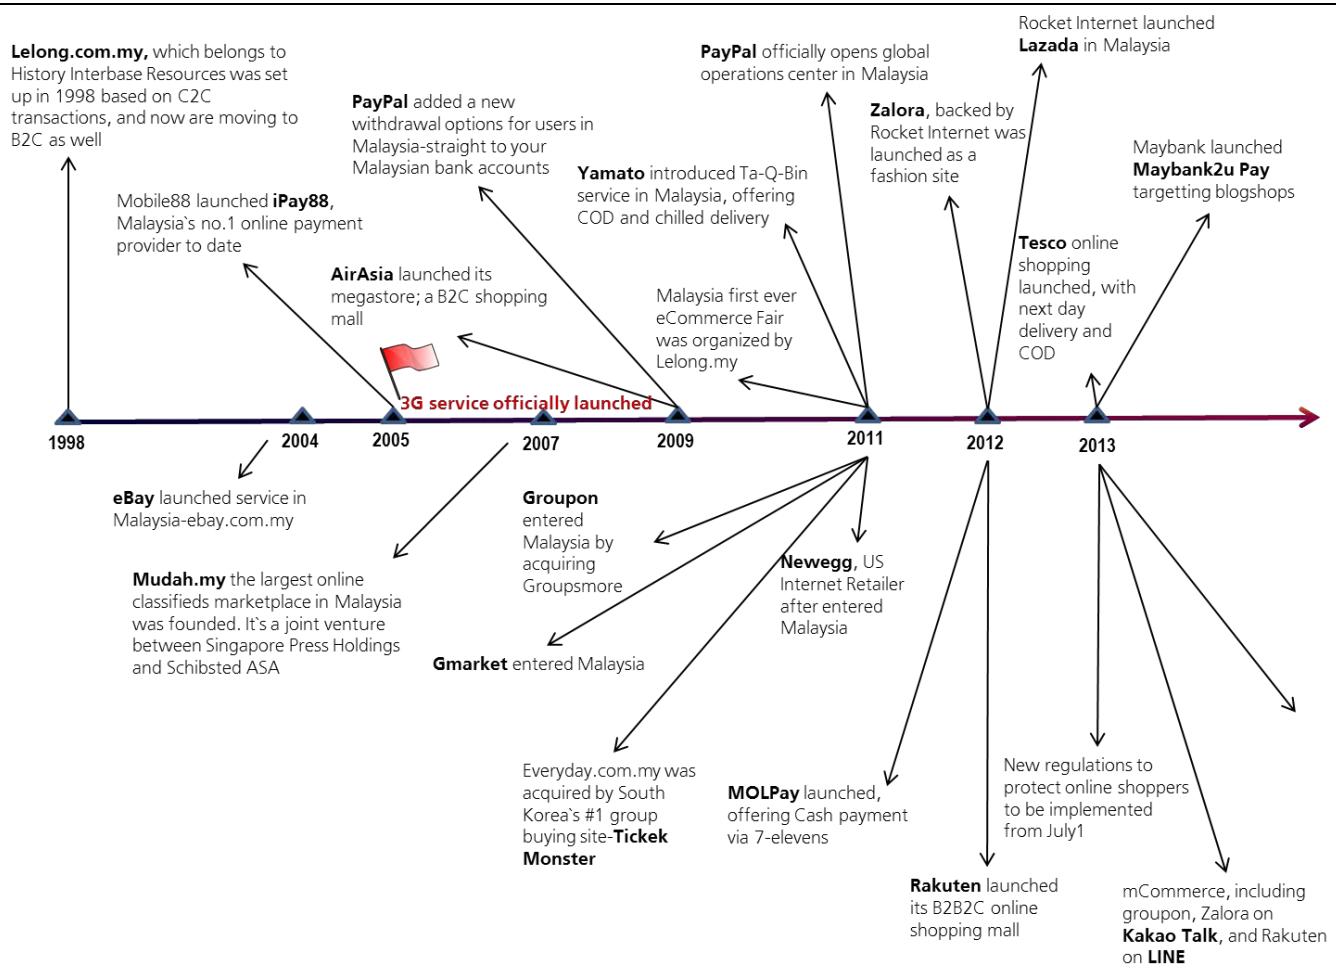 Lelong.com.my, which belongs to
History Interbase Resources was set
up in 1998 based on C2C
transactions, and now are moving to
B2C as well
Mobile88 launched iPay88,
Malaysia`s no.1 online payment
provider to date
PayPal added a new
withdrawal options for users in
Malaysia-straight to your
Malaysian bank accounts
AirAsia launched its
megastore; a B2C shopping
mall
PayPal officially opens global
operations center in Malaysia
Yamato introduced Ta-Q-Bin
service in Malaysia, offering
COD and chilled delivery
Malaysia first ever
eCommerce Fair
was organized by
Lelong.my
Zalora, backed by
Rocket Internet was
launched as a
fashion site
Rocket Internet launched
Lazada in Malaysia
Tesco online
shopping
launched, with
next day
delivery and
COD
Maybank launched
Maybank2u Pay
targetting blogshops
3G service officially launched
1998
2004
2005
2007
2009
2011
2012
2013
eBay launched service in
Malaysia-ebay.com.my
Mudah.my the largest online
classifieds marketplace in Malaysia
was founded. It`s a joint venture
between Singapore Press Holdings
and Schibsted ASA
Groupon
entered
Malaysia by
acquiring
Groupsmore
Gmarket entered Malaysia
Newegg, US
Internet Retailer
after entered
Malaysia
Everyday.com.my was
acquired by South
Korea`s #1 group
buying site-Tickek
Monster
MOLPay launched,
offering Cash payment
via 7-elevens
Rakuten launched
its B2B2C online
shopping mall
New regulations to
protect online shoppers
to be implemented
from July1
mCommerce, including
groupon, Zalora on
Kakao Talk, and Rakuten
on LINE